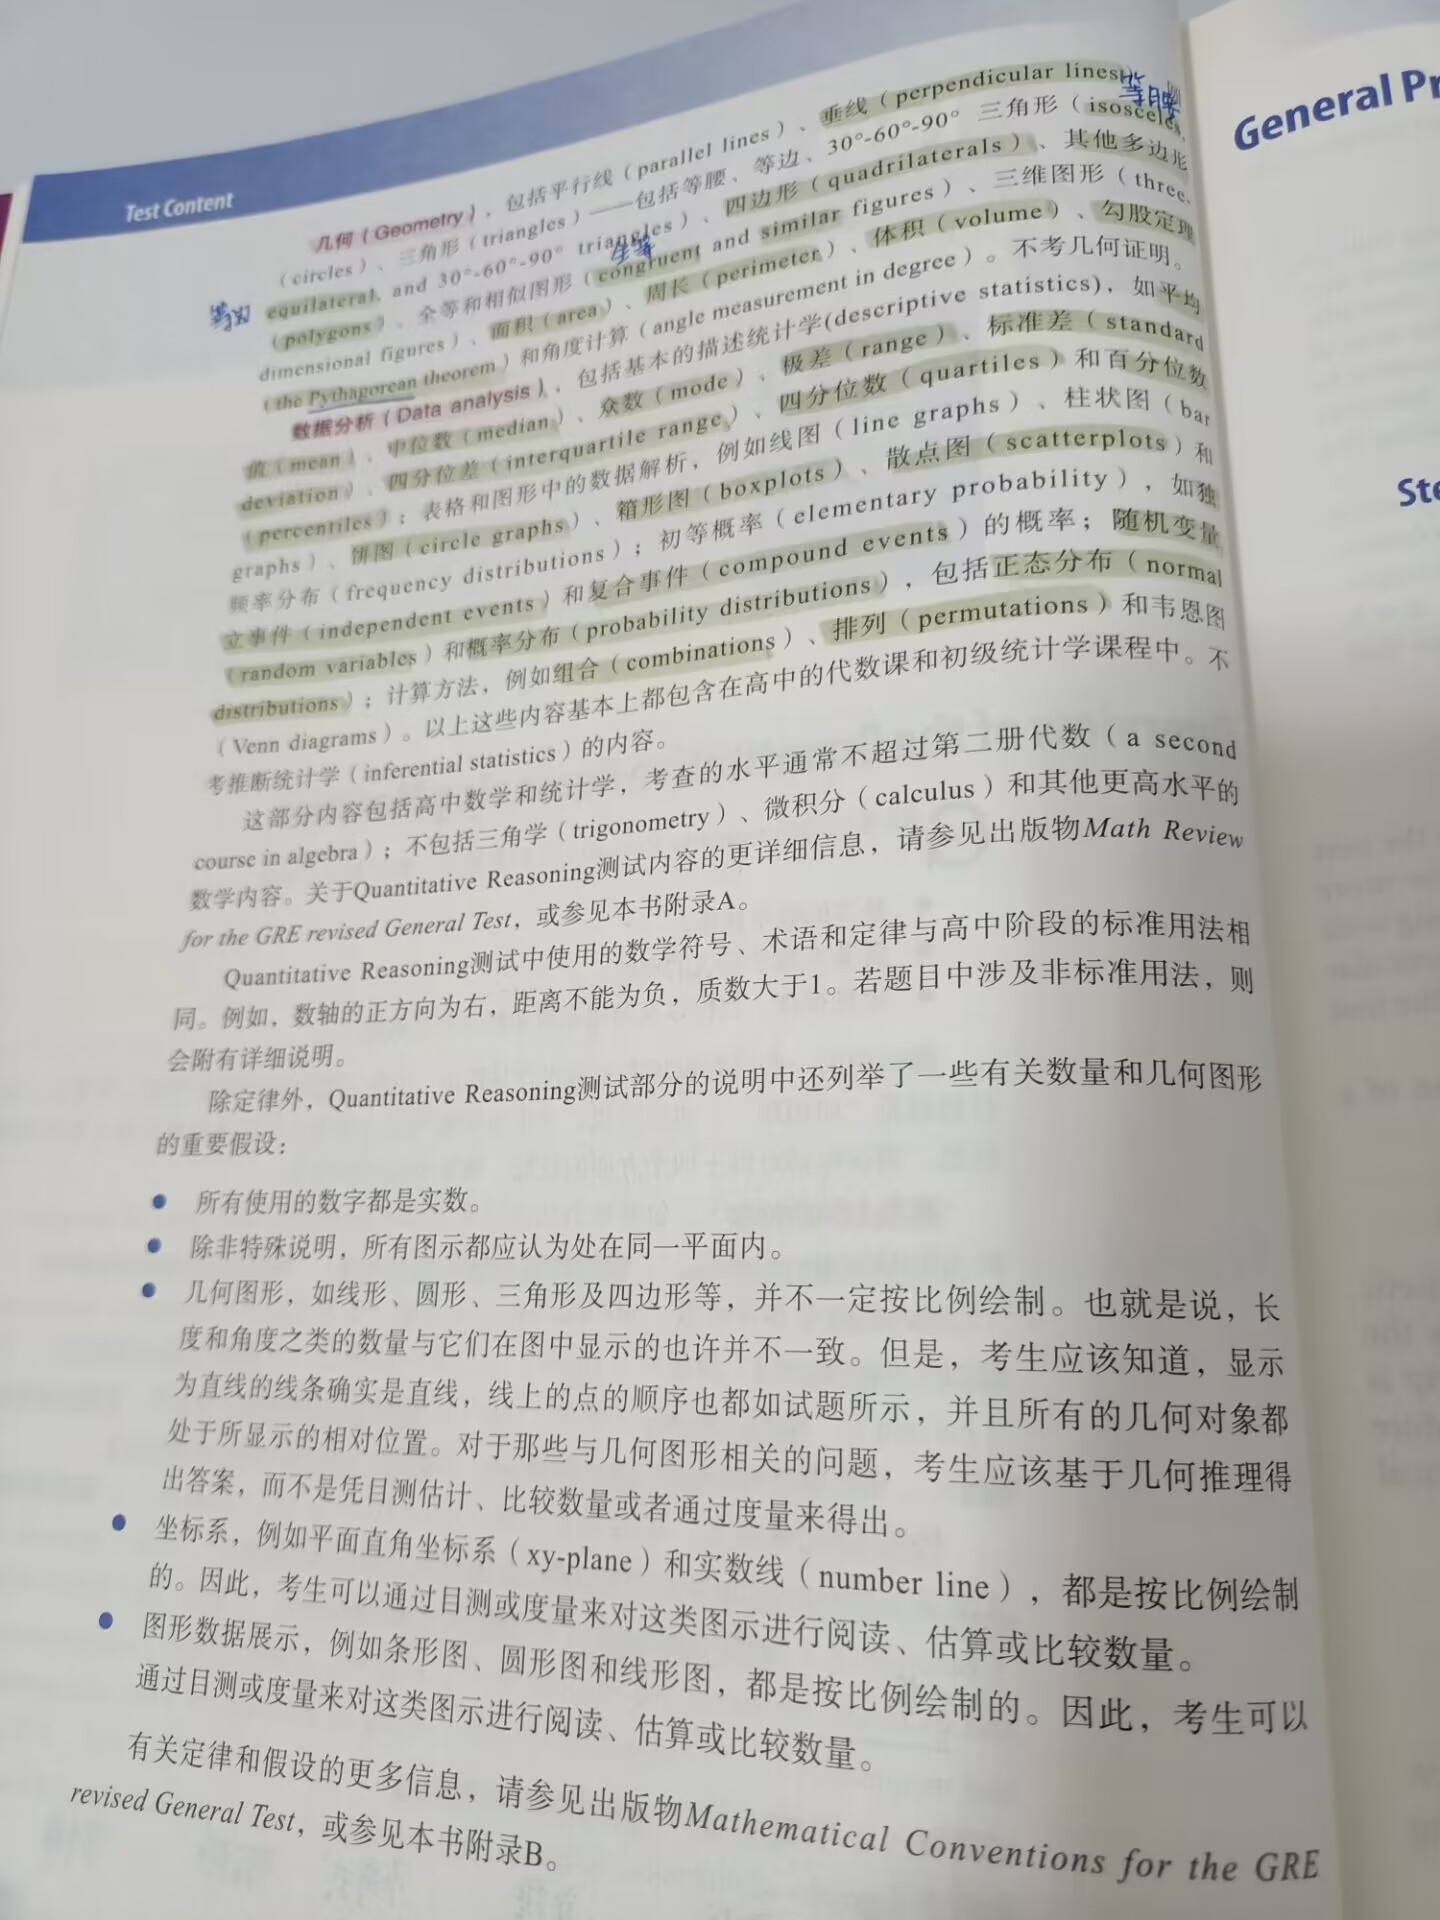 Test Content
几何（Geometry），包括平行线（parallel lines）、垂线（perpendicular lines）、
等腰
（circles）、三角形（triangles）——包括等腰、等边、30°-60°-90° 三角形（isosceles,
equilateral, and 30°-60°-90° triangles）、四边形（quadrilaterals）、其他多边形
（polygons）、全等和相似图形（congruent and similar figures）、三维图形（three-
dimensional figures）、面积（area）、周长（perimeter）、体积（volume）、勾股定理
（the Pythagorean theorem）和角度计算（angle measurement in degree）。不考几何证明。
数据分析（Data analysis），包括基本的描述统计学(descriptive statistics)，如平均
值（mean）、中位数（median）、众数（mode）、极差（range）、标准差（standard
deviation）、四分位差（interquartile range）、四分位数（quartiles）和百分位数
（percentiles）；表格和图形中的数据解析，例如线图（line graphs）、柱状图（bar
graphs）、饼图（circle graphs）、箱形图（boxplots）、散点图（scatterplots）和
频率分布（frequency distributions）；初等概率（elementary probability），如独
立事件（independent events）和复合事件（compound events）的概率；随机变量
（random variables）和概率分布（probability distributions），包括正态分布（normal
distributions）；计算方法，例如组合（combinations）、排列（permutations）和韦恩图
（Venn diagrams）。以上这些内容基本上都包含在高中的代数课和初级统计学课程中。不
考推断统计学（inferential statistics）的内容。
这部分内容包括高中数学和统计学，考查的水平通常不超过第二册代数（a second
course in algebra）；不包括三角学（trigonometry）、微积分（calculus）和其他更高水平的
数学内容。关于Quantitative Reasoning测试内容的更详细信息，请参见出版物Math Review
for the GRE revised General Test，或参见本书附录A。
Quantitative Reasoning测试中使用的数学符号、术语和定律与高中阶段的标准用法相
同。例如，数轴的正方向为右，距离不能为负，质数大于1。若题目中涉及非标准用法，则
会附有详细说明。
除定律外，Quantitative Reasoning测试部分的说明中还列举了一些有关数量和几何图形
的重要假设：
● 所有使用的数字都是实数。
● 除非特殊说明，所有图示都应认为处在同一平面内。
● 几何图形，如线形、圆形、三角形及四边形等，并不一定按比例绘制。也就是说，长
度和角度之类的数量与它们在图中显示的也许并不一致。但是，考生应该知道，显示
为直线的线条确实是直线，线上的点的顺序也都如试题所示，并且所有的几何对象都
处于所显示的相对位置。对于那些与几何图形相关的问题，考生应该基于几何推理得
出答案，而不是凭目测估计、比较数量或者通过度量来得出。
● 坐标系，例如平面直角坐标系（xy-plane）和实数线（number line），都是按比例绘制
的。因此，考生可以通过目测或度量来对这类图示进行阅读、估算或比较数量。
● 图形数据展示，例如条形图、圆形图和线形图，都是按比例绘制的。因此，考生可以
通过目测或度量来对这类图示进行阅读、估算或比较数量。
有关定律和假设的更多信息，请参见出版物Mathematical Conventions for the GRE
revised General Test，或参见本书附录B。
General Pr
Ste